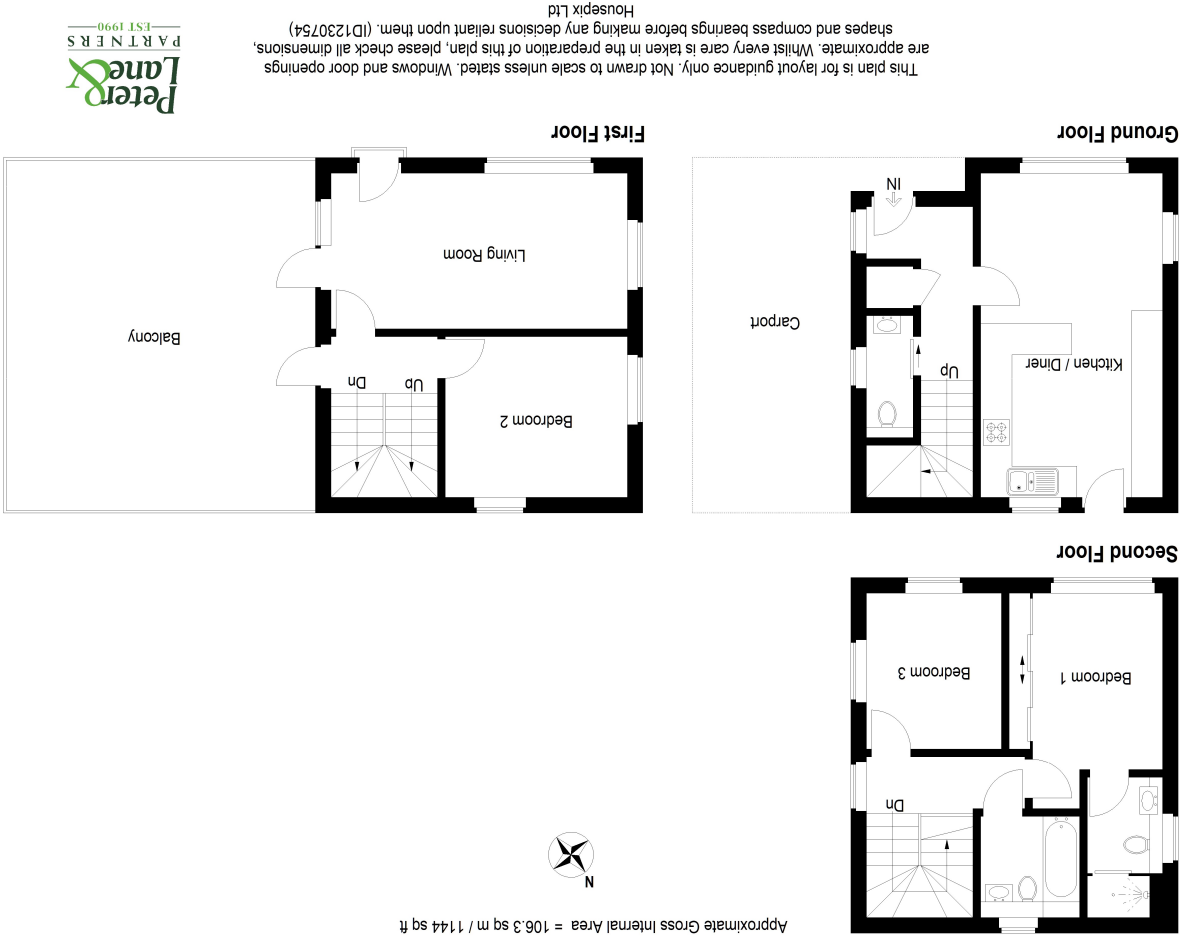 Approximate Gross Internal Area = 106.3 sq m / 1144 sq ft
N
Dn
Bedroom 1
Bedroom 3
Second Floor
Kitchen / Diner
Up
Carport
IN
Ground Floor
Bedroom 2
Up
Dn
Balcony
Living Room
First Floor
This plan is for layout guidance only. Not drawn to scale unless stated. Windows and door openings
are approximate. Whilst every care is taken in the preparation of this plan, please check all dimensions,
shapes and compass bearings before making any decisions reliant upon them. (ID1230754)
Housepix Ltd
Peter &
Lane
PARTNERS
EST 1990